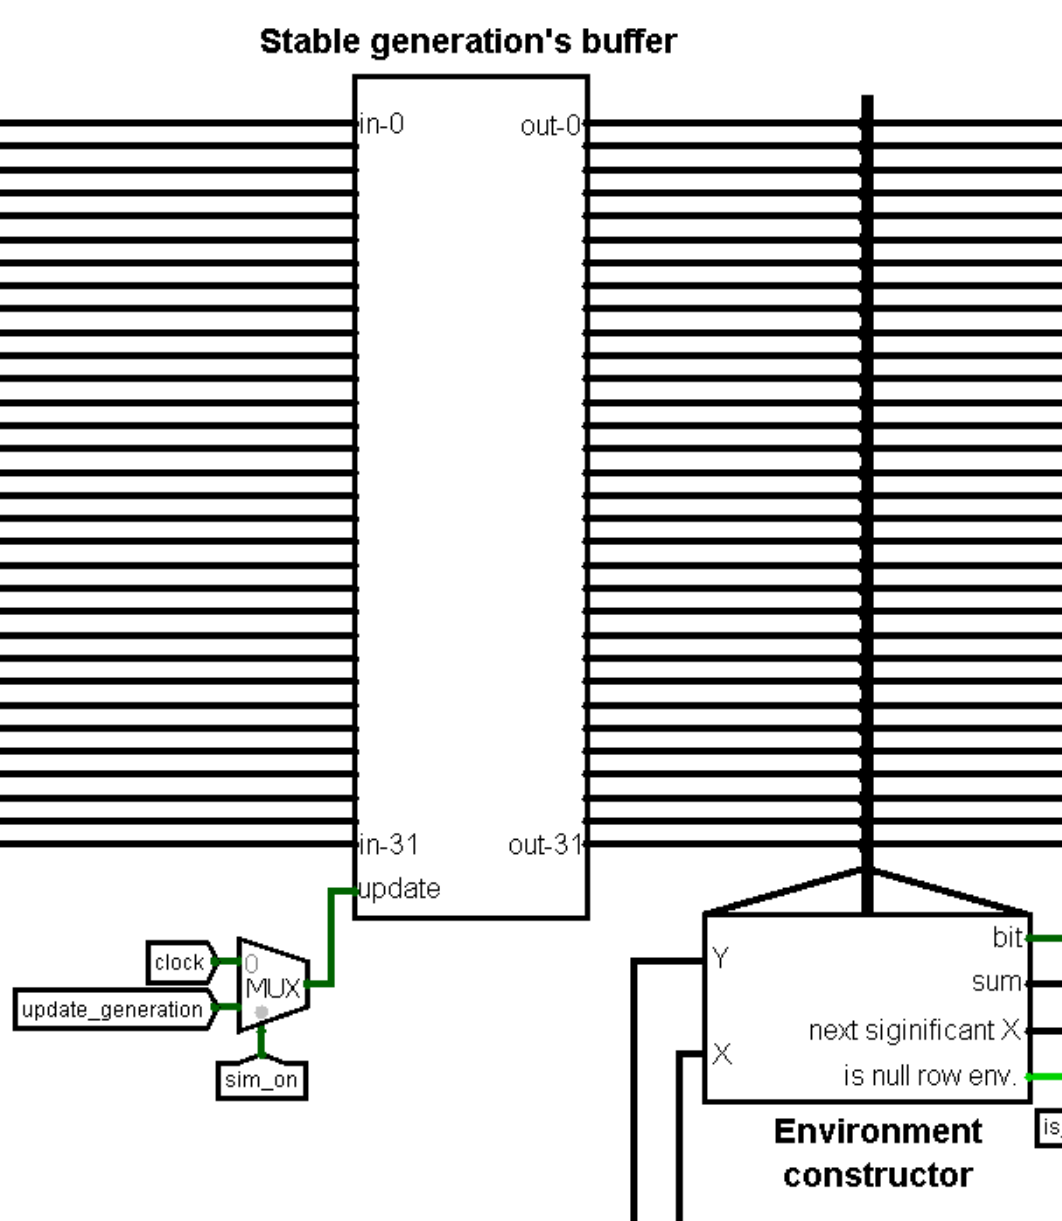 Stable generation's buffer
in-0
out-0
in-31
out-31
update
clock
0
MUX
update_generation
sim_on
Y
X
bit
sum
next siginificant X
is null row env.
is_
Environment
constructor